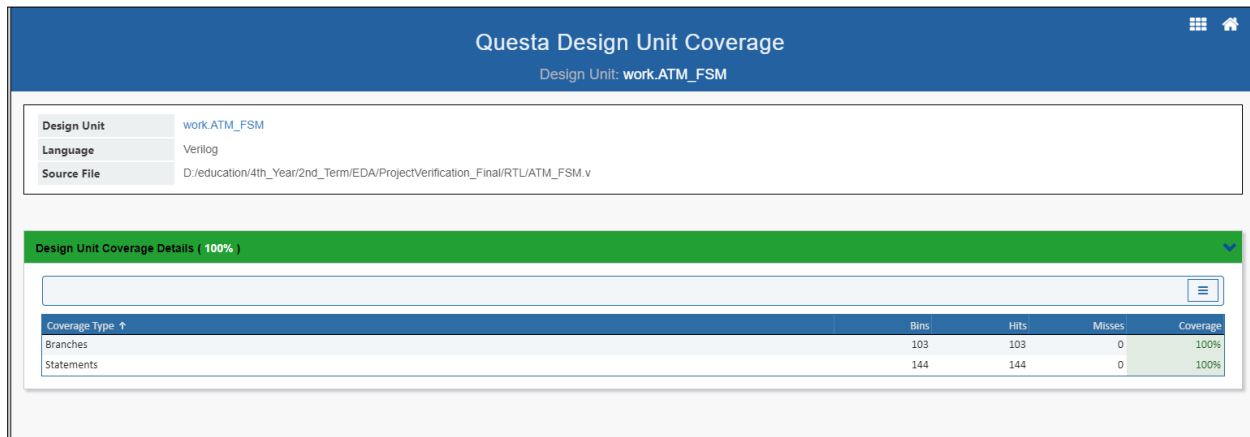 Questa Design Unit Coverage
Design Unit: work.ATM_FSM
Design Unit work.ATM_FSM
Language Verilog
Source File D:/education/4th_Year/2nd_Term/EDA/ProjectVerification_Final/RTL/ATM_FSM.v
Design Unit Coverage Details ( 100% )
Coverage Type ↑ Bins Hits Misses Coverage
Branches 103 103 0 100%
Statements 144 144 0 100%